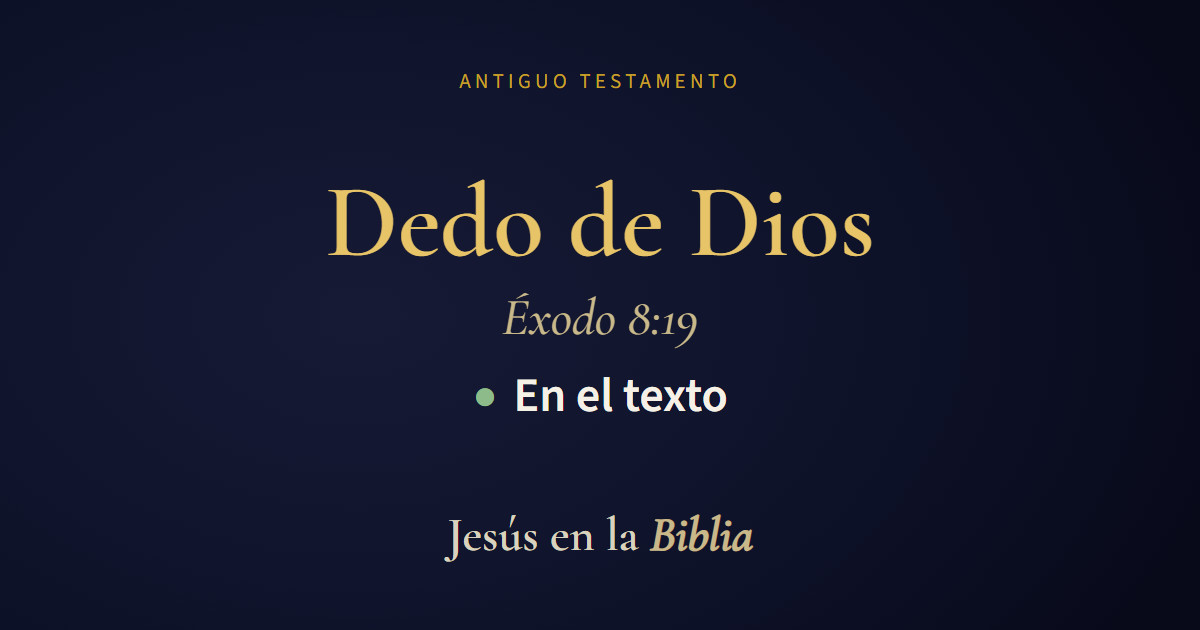 ANTIGUO TESTAMENTO
Dedo de Dios
Éxodo 8:19
En el texto
Jesús en la Biblia